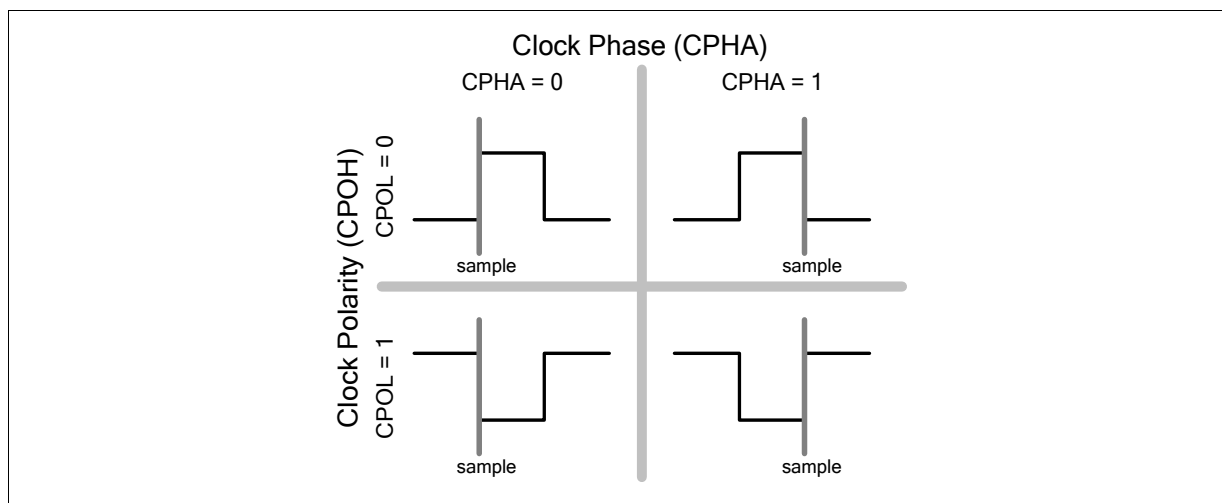 Clock Phase (CPHA)
CPHA = 0
CPHA = 1
Clock Polarity (CPOH)
CPOL = 0
sample
sample
CPOL = 1
sample
sample